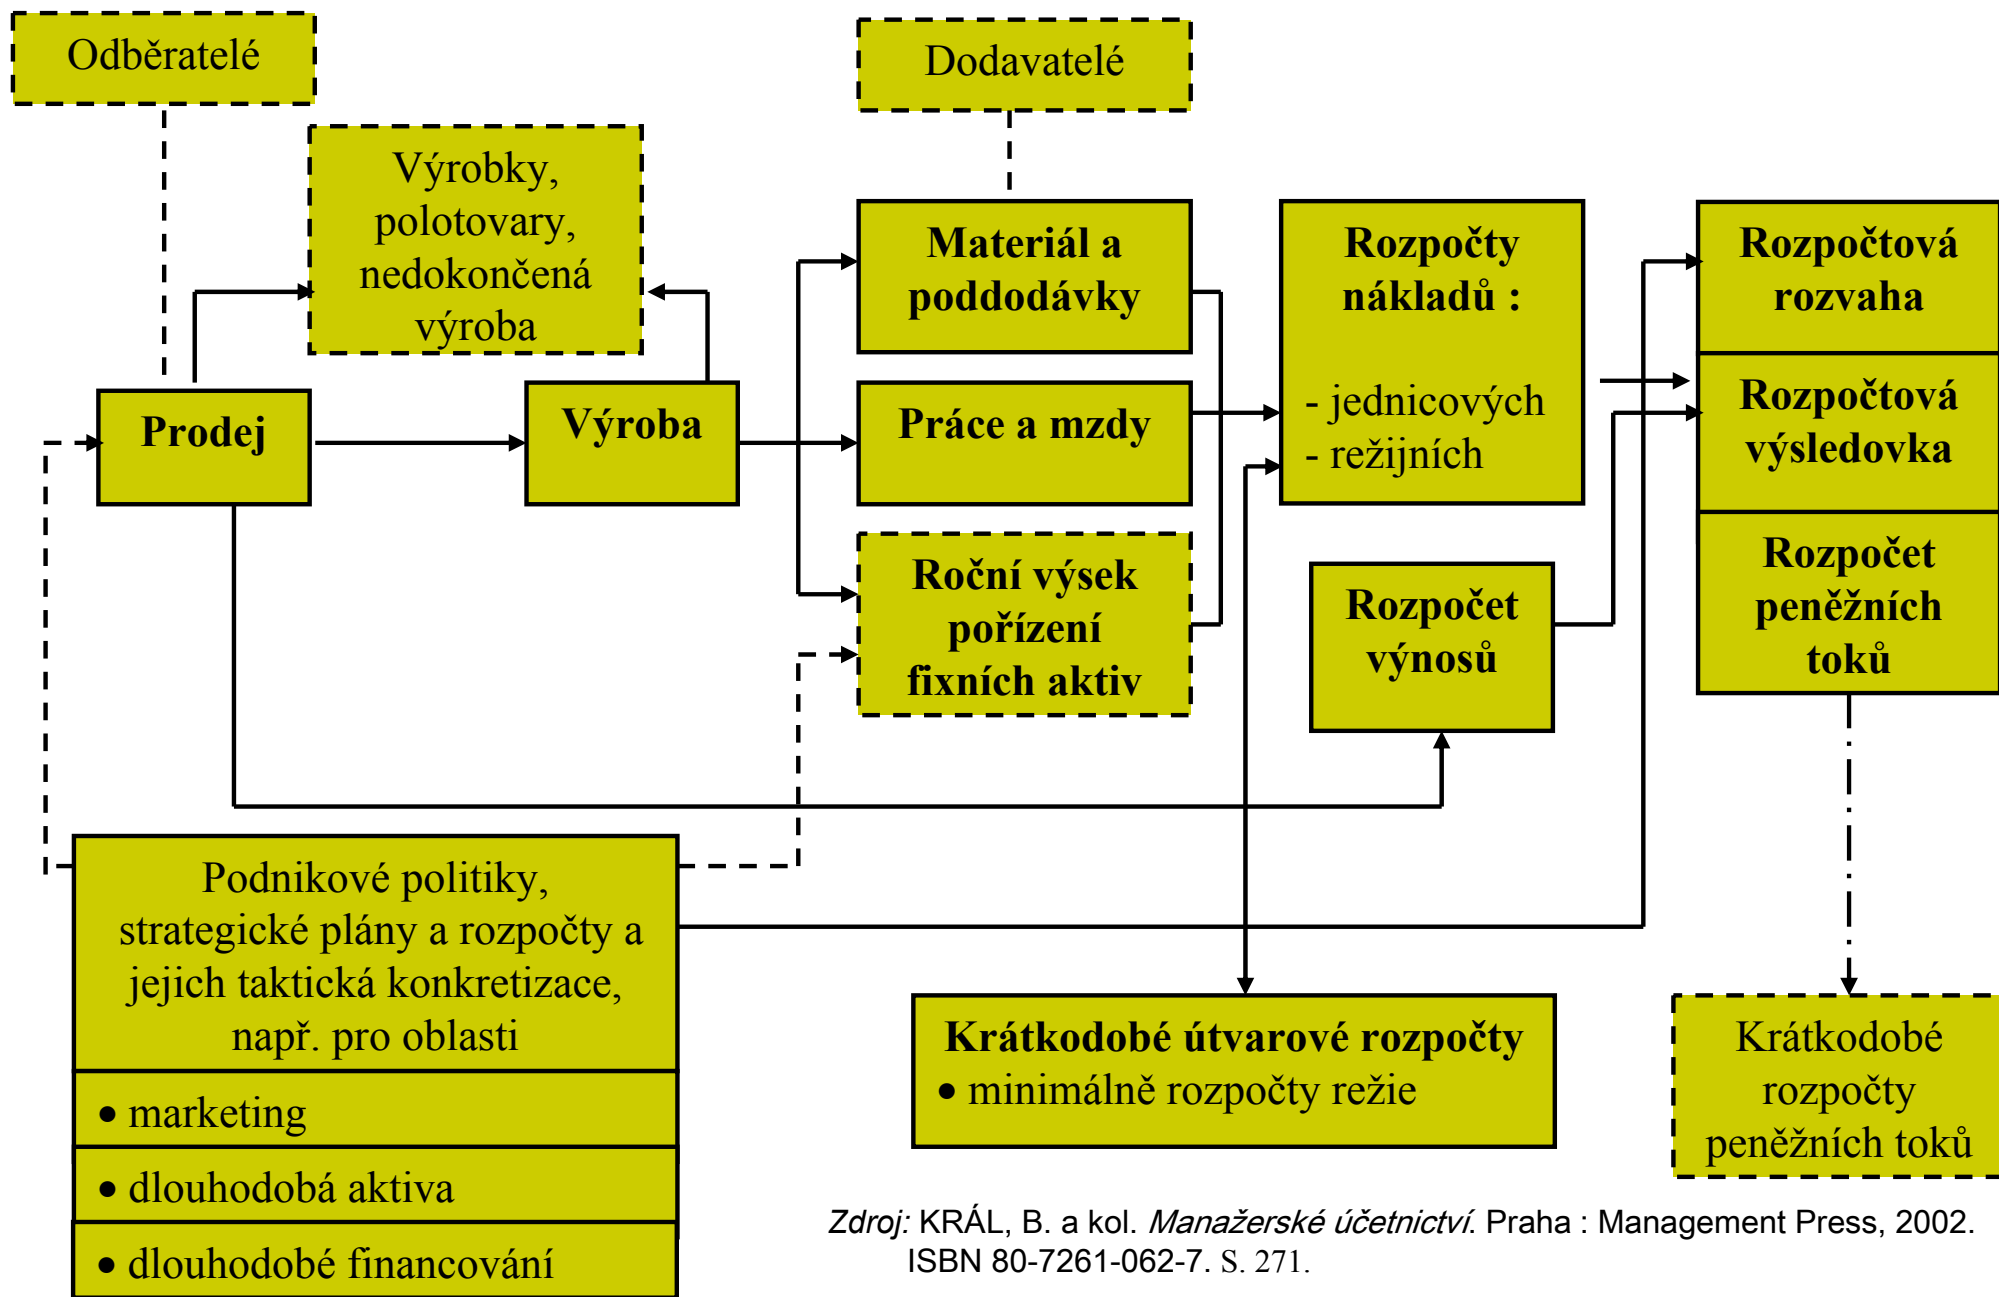 Odběratelé
Dodavatelé
Výrobky,
polotovary,
nedokončená
výroba
Materiál a
poddodávky
Rozpočty
nákladů :
- jednicových
- režijních
Rozpočtová
rozvaha
Prodej
Výroba
Práce a mzdy
Rozpočtová
výsledovka
Roční výsek
pořízení
fixních aktiv
Rozpočet
výnosů
Rozpočet
peněžních
toků
Podnikové politiky,
strategické plány a rozpočty a
jejich taktická konkretizace,
např. pro oblasti
• marketing
• dlouhodobá aktiva
• dlouhodobé financování
Krátkodobé útvarové rozpočty
• minimálně rozpočty režie
Krátkodobé
rozpočty
peněžních toků
Zdroj: KRÁL, B. a kol. Manažerské účetnictví. Praha : Management Press, 2002.
ISBN 80-7261-062-7. S. 271.